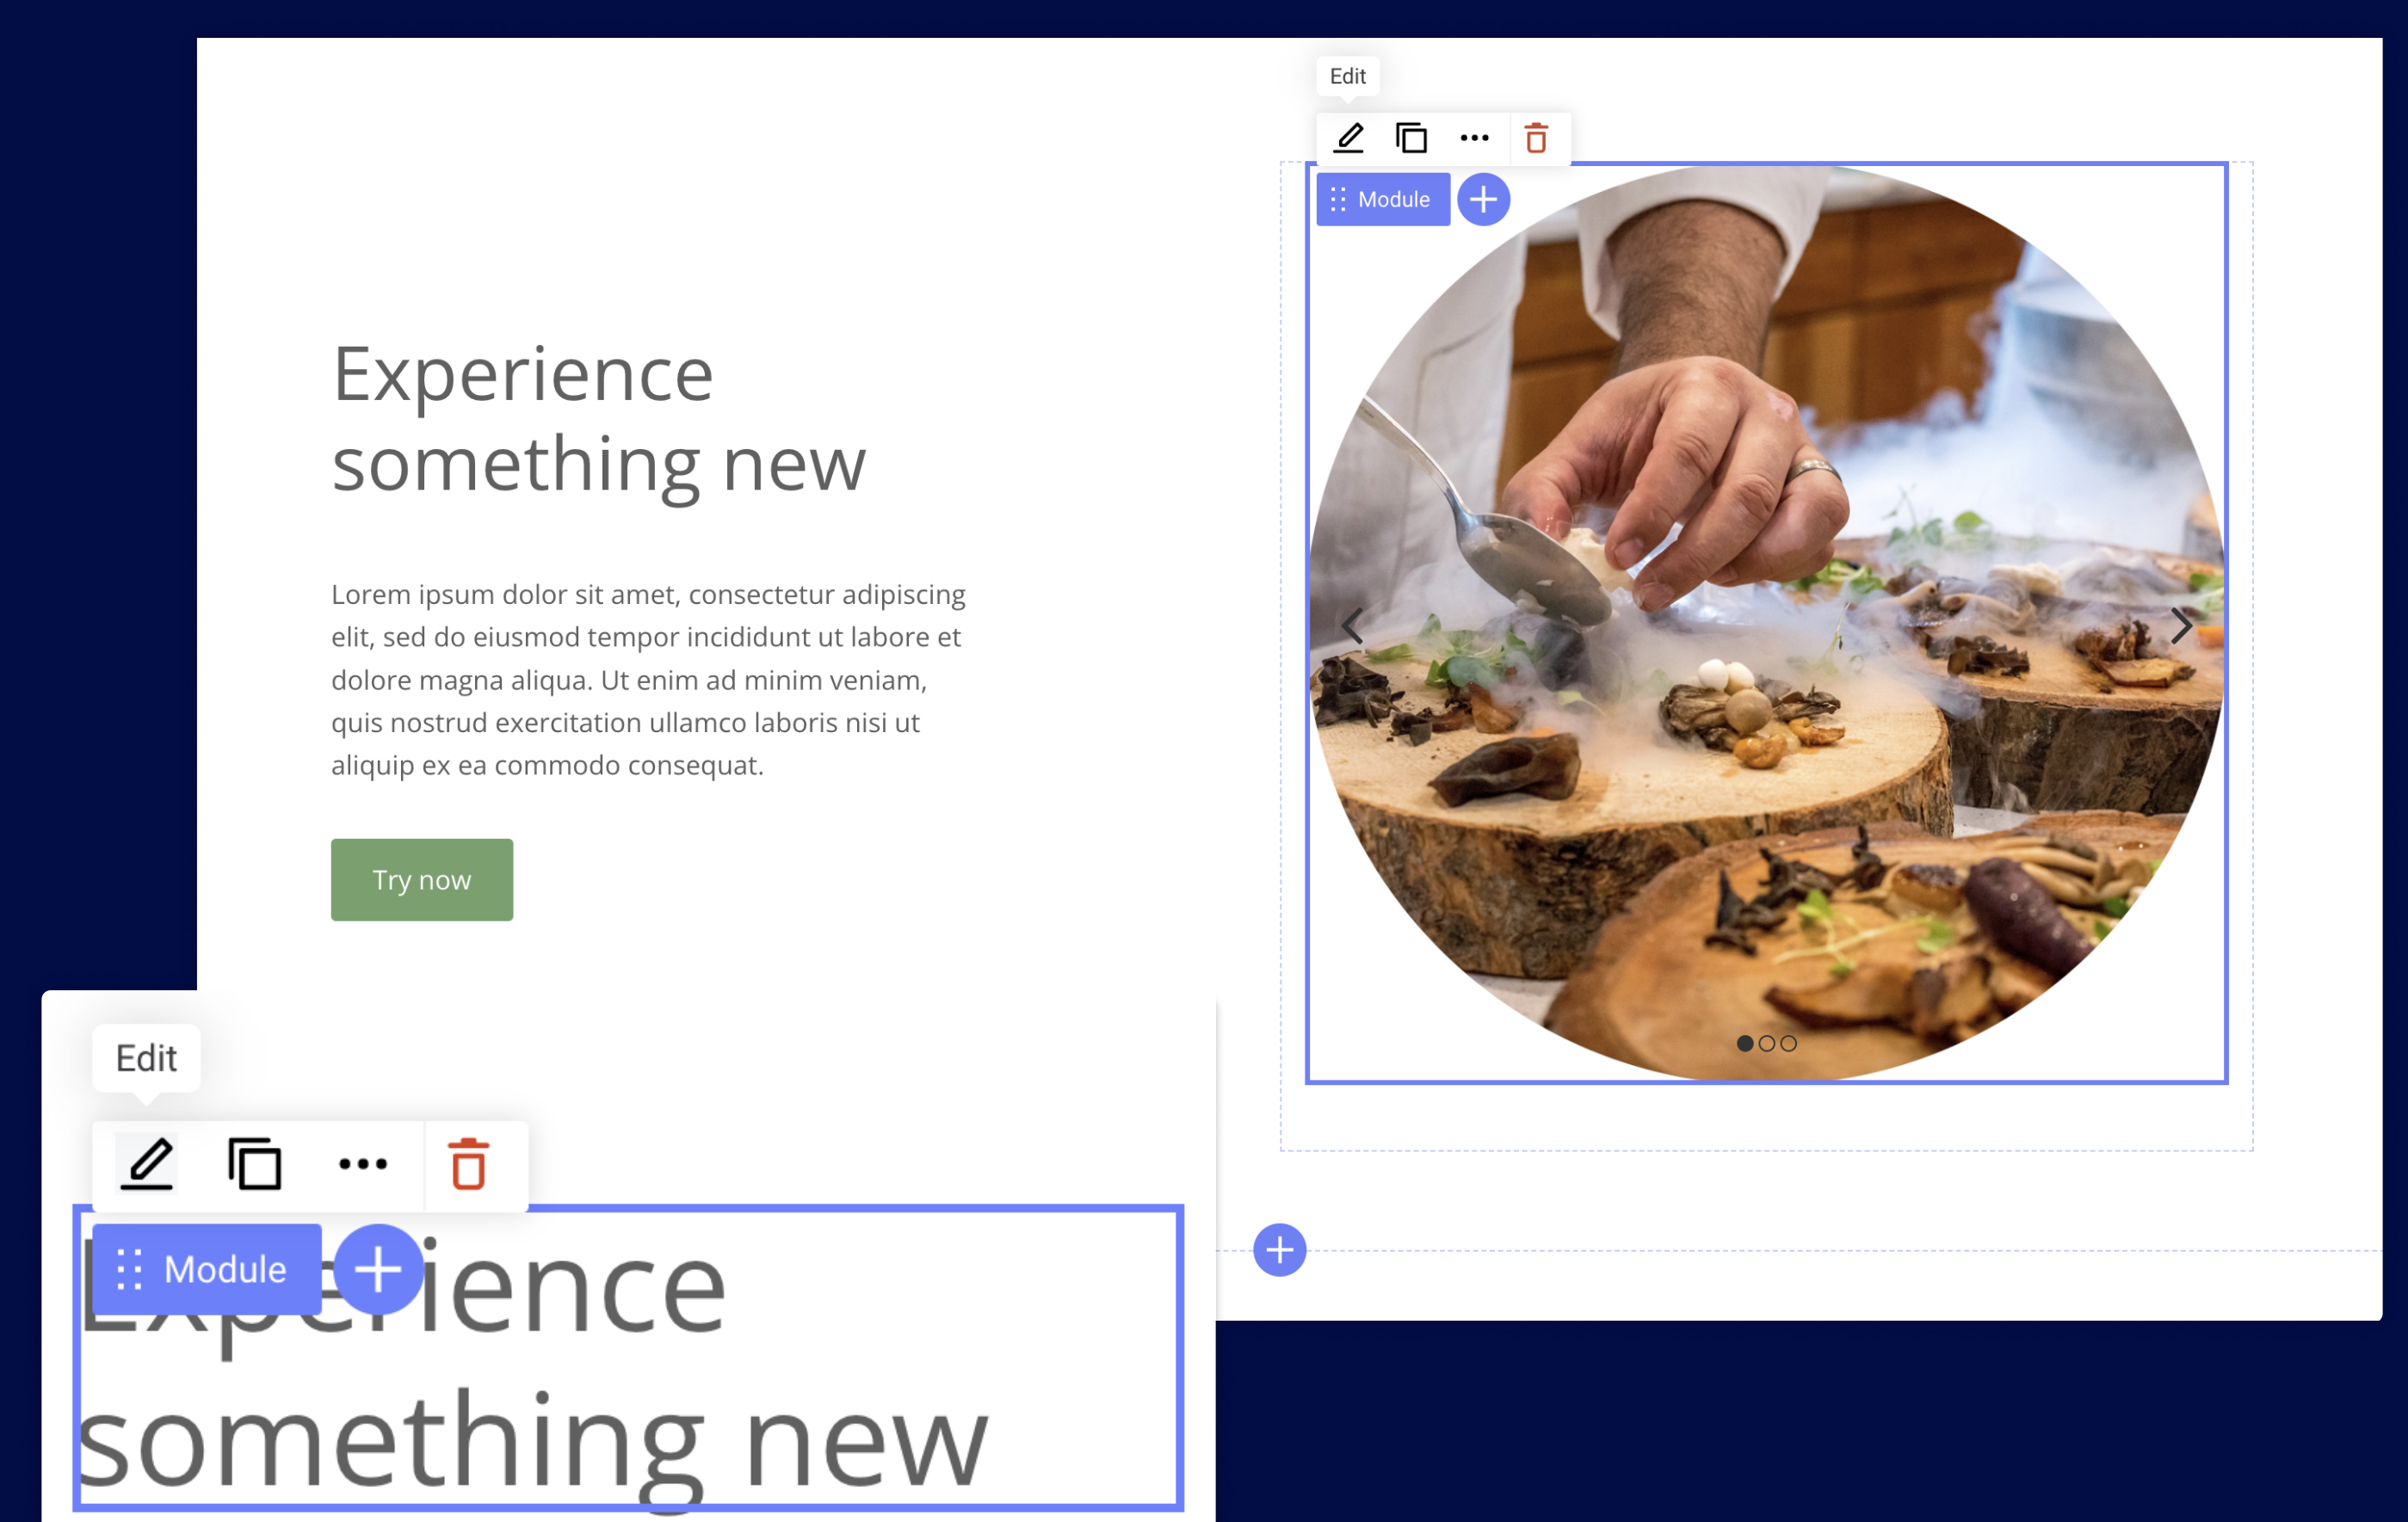 Edit
Module
Experience
something new
Lorem ipsum dolor sit amet, consectetur adipiscing
elit, sed do eiusmod tempor incididunt ut labore et
dolore magna aliqua. Ut enim ad minim veniam,
quis nostrud exercitation ullamco laboris nisi ut
aliquip ex ea commodo consequat.
Try now
Edit
Module
Experience
something new